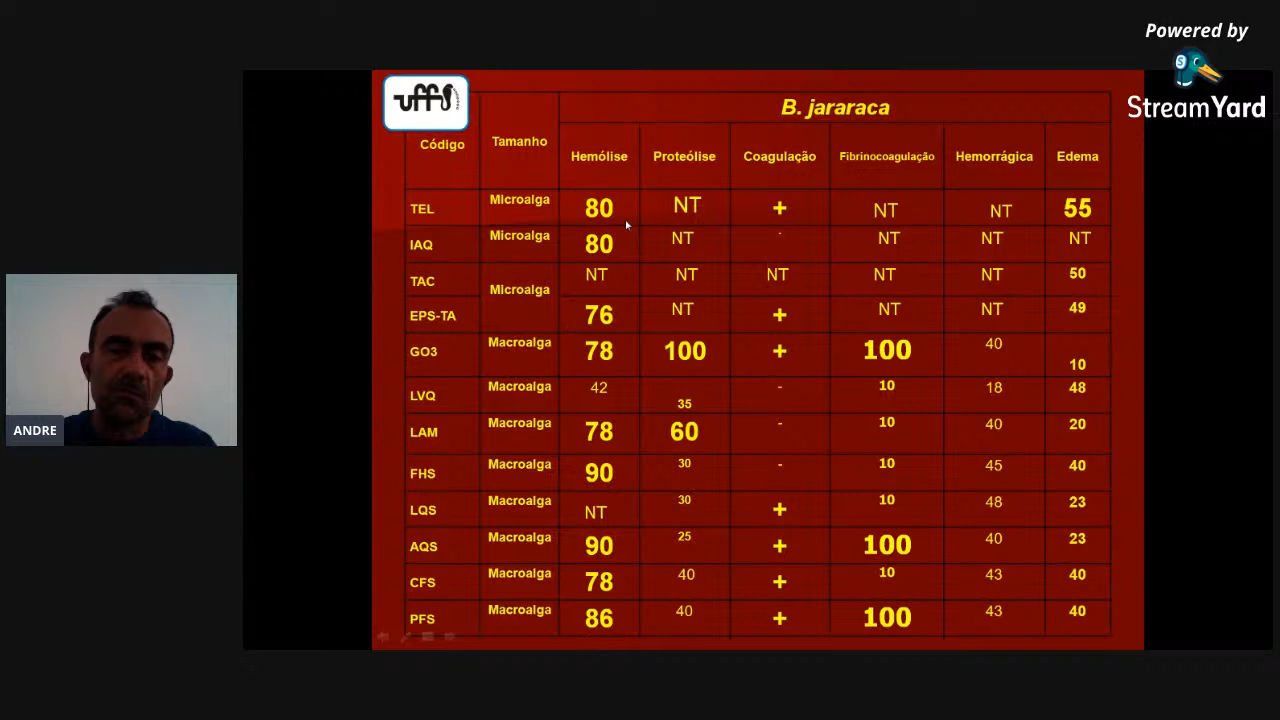 Powered by
StreamYard
uff
B. jararaca
Código Tamanho Hemólise Proteólise Coagulação Fibrinocoagulação Hemorrágica Edema
TEL Microalga 80 NT + NT NT 55
IAQ Microalga 80 NT - NT NT NT
TAC Microalga NT NT NT NT NT 50
EPS-TA 76 NT + NT NT 49
GO3 Macroalga 78 100 + 100 40 10
LVQ Macroalga 42 35 - 10 18 48
LAM Macroalga 78 60 - 10 40 20
FHS Macroalga 90 30 - 10 45 40
LQS Macroalga NT 30 + 10 48 23
AQS Macroalga 90 25 + 100 40 23
CFS Macroalga 78 40 + 10 43 40
PFS Macroalga 86 40 + 100 43 40
ANDRE